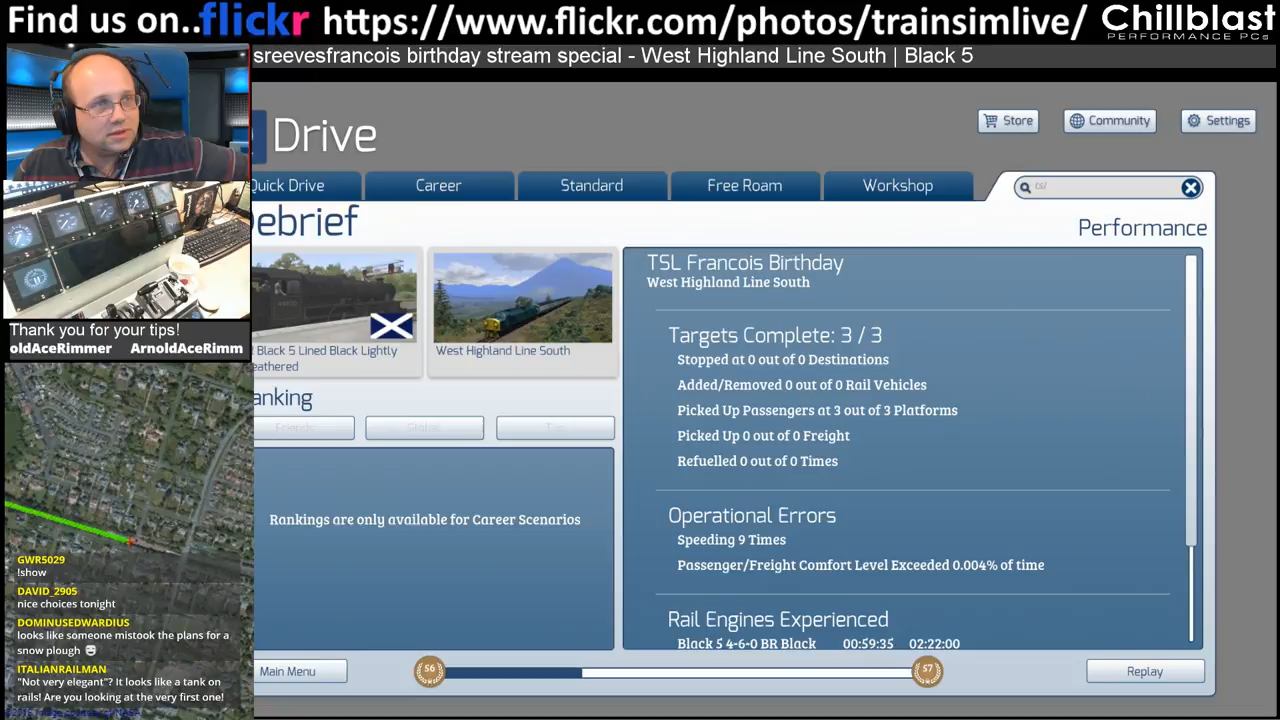 Find us on..flickr https://www.flickr.com/photos/trainsimlive/
Chillblast
PERFORMANCE PCs
sreevesfrancois birthday stream special - West Highland Line South | Black 5
Drive
Store
Community
Settings
Quick Drive
Career
Standard
Free Roam
Workshop
ebrief
Performance
Black 5 Lined Black Lightly
eathered
West Highland Line South
anking
Friends
Rankings are only available for Career Scenarios
TSL Francois Birthday
West Highland Line South
Targets Complete: 3 / 3
Stopped at 0 out of 0 Destinations
Added/Removed 0 out of 0 Rail Vehicles
Picked Up Passengers at 3 out of 3 Platforms
Picked Up 0 out of 0 Freight
Refuelled 0 out of 0 Times
Operational Errors
Speeding 9 Times
Passenger/Freight Comfort Level Exceeded 0.004% of time
Rail Engines Experienced
Black 5 4-6-0 BR Black 00:59:35 02:22:00
Main Menu
56
57
Replay
Thank you for your tips!
oldAceRimmer ArnoldAceRimm
GWR5029
!show
DAVID_2905
nice choices tonight
DOMINUSEDWARDIUS
looks like someone mistook the plans for a
snow plough
ITALIANRAILMAN
"Not very elegant"? It looks like a tank on
rails! Are you looking at the very first one!